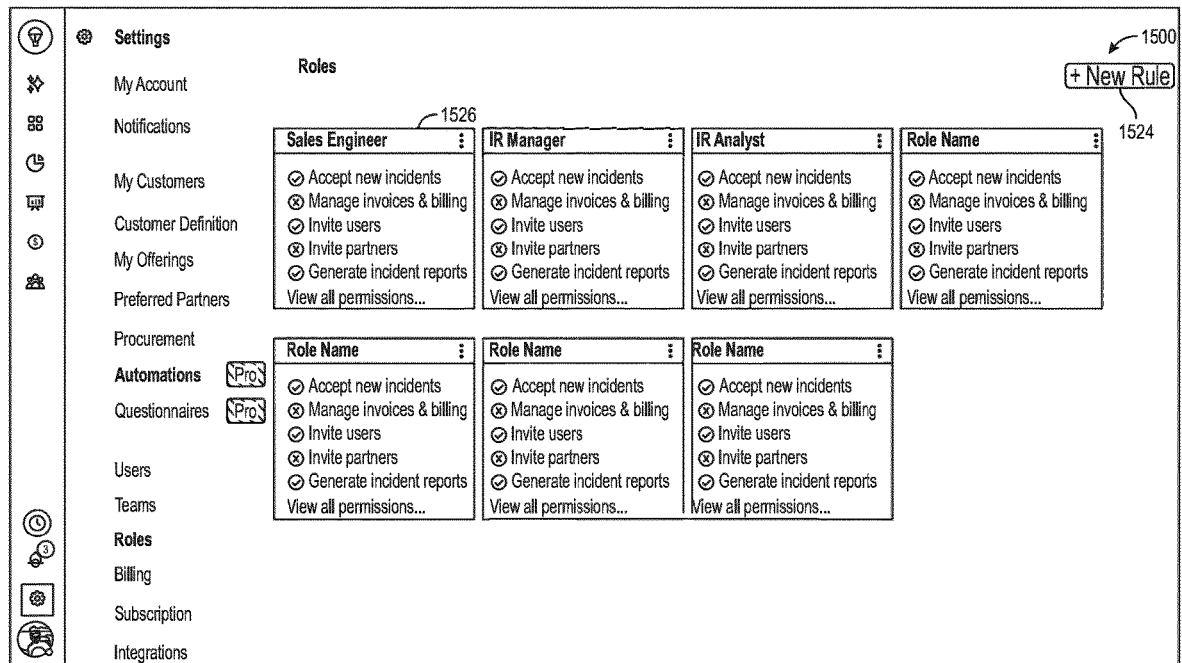 Settings
My Account
Notifications
My Customers
Customer Definition
My Offerings
Preferred Partners
Procurement
Automations Pro
Questionnaires Pro
Users
Teams
Roles
Billing
Subscription
Integrations
3
Roles
1500
+ New Rule
1524
1526
Sales Engineer
Accept new incidents
Manage invoices & billing
Invite users
Invite partners
Generate incident reports
View all permissions...
IR Manager
Accept new incidents
Manage invoices & billing
Invite users
Invite partners
Generate incident reports
View all permissions...
IR Analyst
Accept new incidents
Manage invoices & billing
Invite users
Invite partners
Generate incident reports
View all permissions...
Role Name
Accept new incidents
Manage invoices & billing
Invite users
Invite partners
Generate incident reports
View all permissions...
Role Name
Accept new incidents
Manage invoices & billing
Invite users
Invite partners
Generate incident reports
View all permissions...
Role Name
Accept new incidents
Manage invoices & billing
Invite users
Invite partners
Generate incident reports
View all permissions...
Role Name
Accept new incidents
Manage invoices & billing
Invite users
Invite partners
Generate incident reports
View all permissions...